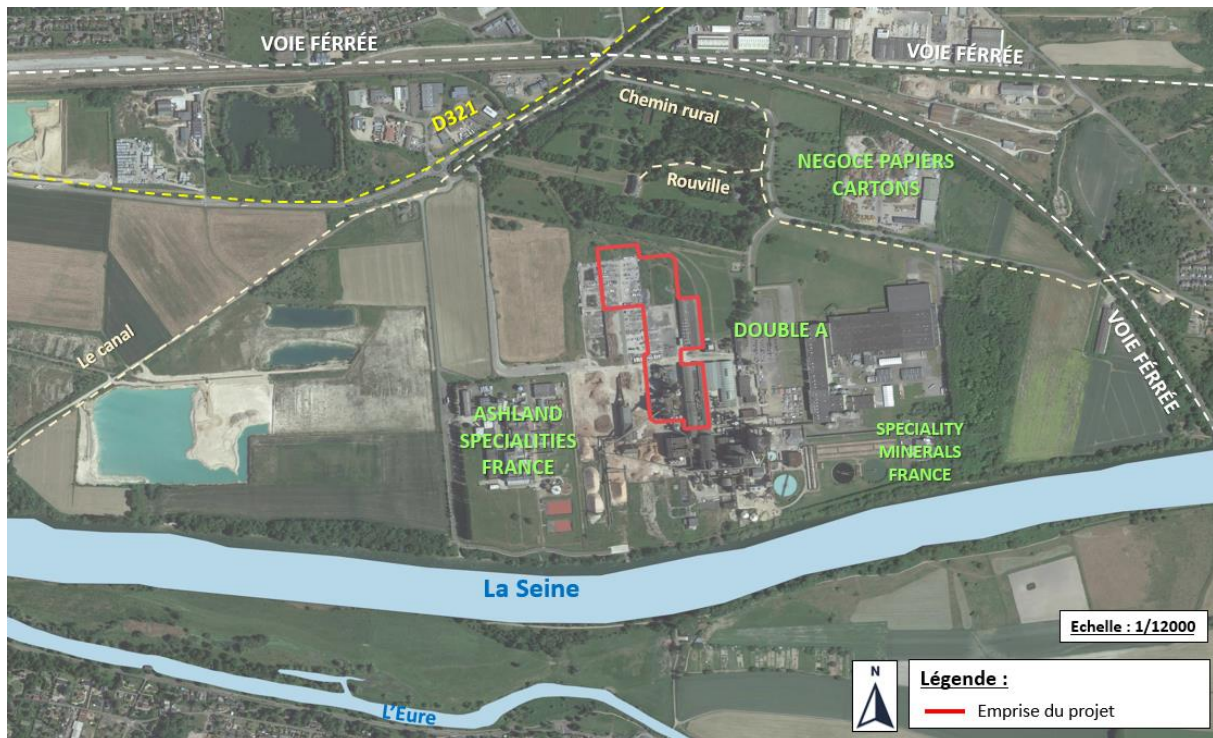 VOIE FÉRRÉE
VOIE FÉRRÉE
D321
Chemin rural
NEGOCE PAPIERS
CARTONS
Rouville
Le canal
DOUBLE A
VOIE FÉRRÉE
ASHLAND
SPECIALITIES
FRANCE
SPECIALITY
MINERALS
FRANCE
La Seine
Echelle : 1/12000
N
Légende :
Emprise du projet
L'Eure